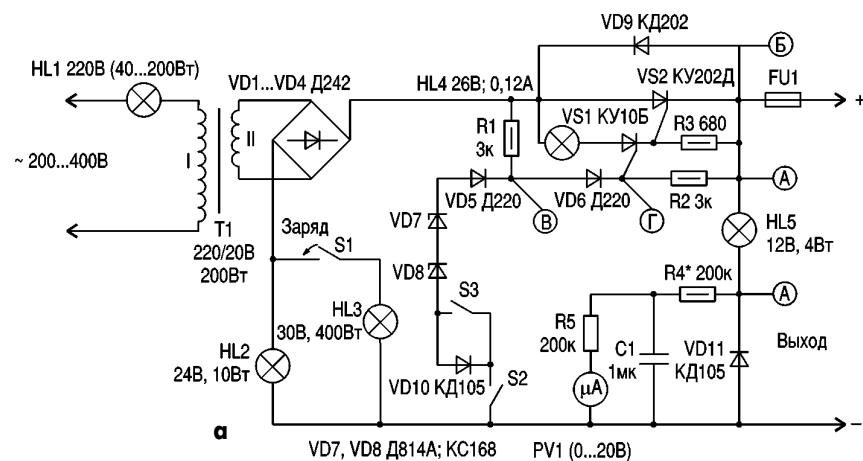 VD9 КД202
Б
HL1 220В (40...200Вт)
VD1...VD4 Д242
HL4 26В; 0,12А
VS2 КУ202Д
FU1
+
VS1 КУ10Б
R1
3к
R3 680
I
II
~ 200...400В
А
VD5 Д220
VD6 Д220
R2 3к
В
Г
HL5
12В, 4Вт
T1
220/20В
200Вт
Заряд
S1
VD7
VD8
R4* 200к
А
S3
HL3
30В, 400Вт
R5
200к
C1
1мк
Выход
VD11
КД105
HL2
24В, 10Вт
VD10 КД105
S2
μА
а
VD7, VD8 Д814А; КС168
PV1 (0...20В)
–